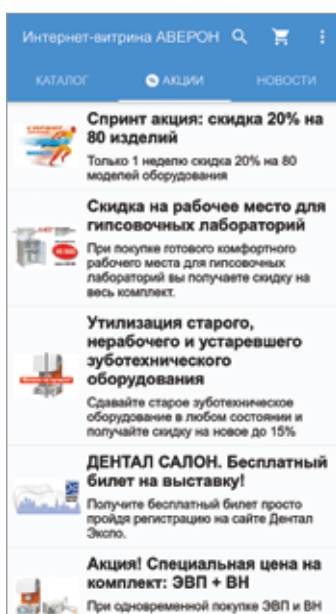 Интернет-витрина АВЕРОН
КАТАЛОГ
% АКЦИИ
НОВОСТИ
Спринт акция: скидка 20% на
80 изделий
Только 1 неделю скидка 20% на 80
моделей оборудования
Скидка на рабочее место для
гипсовочных лабораторий
При покупке готового комфортного
рабочего места для гипсовочных
лабораторий вы получаете скидку на
весь комплект.
Утилизация старого,
нерабочего и устаревшего
зуботехнического
оборудования
Сдавайте старое зуботехническое
оборудование в любом состоянии и
получайте скидку на новое до 15%
ДЕНТАЛ САЛОН. Бесплатный
билет на выставку!
Получите бесплатный билет просто
пройдя регистрацию на сайте Дентал
Экспо.
Акция! Специальная цена на
комплект: ЭВП + ВН
При одновременной покупке ЭВП и ВН